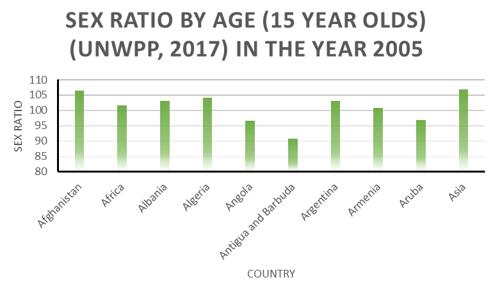 SEX RATIO BY AGE (15 YEAR OLDS)
(UNWPP, 2017) IN THE YEAR 2005
110
105
100
95
90
85
80
SEX RATIO
Afghanistan
Africa
Albania
Algeria
Angola
Antigua and Barbuda
Argentina
Armenia
Aruba
Asia
COUNTRY